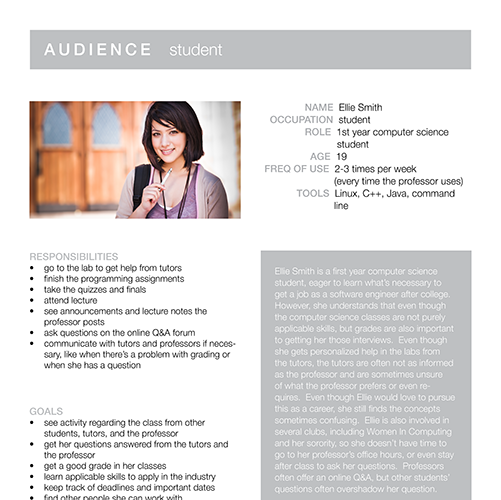 AUDIENCE student
NAME Ellie Smith
OCCUPATION student
ROLE 1st year computer science
student
AGE 19
FREQ OF USE 2-3 times per week
(every time the professor uses)
TOOLS Linux, C++, Java, command
line
RESPONSIBILITIES
• go to the lab to get help from tutors
• finish the programming assignments
• take the quizzes and finals
• attend lecture
• see announcements and lecture notes the
professor posts
• ask questions on the online Q&A forum
• communicate with tutors and professors if neces-
sary, like when there's a problem with grading or
when she has a question
GOALS
• see activity regarding the class from other
students, tutors, and the professor
• get her questions answered from the tutors and
the professor
• get a good grade in her classes
• learn applicable skills to apply in the industry
• keep track of deadlines and important dates
• find other people she can work with
Ellie Smith is a first year computer science
student, eager to learn what's necessary to
get a job as a software engineer after college.
However, she understands that even though
the computer science classes are not purely
applicable skills, but grades are also important
to getting her those interviews. Even though
she gets personalized help in the labs from
the tutors, the tutors are often not as informed
as the professor and are sometimes unsure
of what the professor prefers or even re-
quires. Even though Ellie would love to pursue
this as a career, she still finds the concepts
sometimes confusing. Ellie is also involved in
several clubs, including Women In Computing
and her sorority, so she doesn't have time to
go to her professor's office hours, or even stay
after class to ask her questions. Professors
often offer an online Q&A, but other students'
questions often overshadow her question.